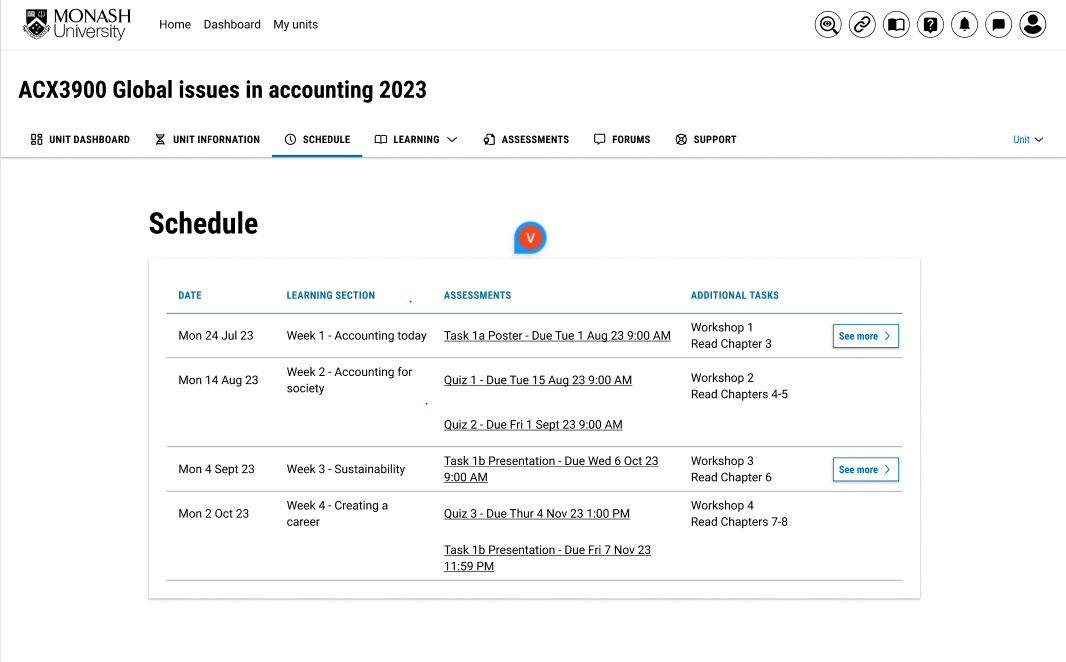 MONASH
University
Home Dashboard My units
ACX3900 Global issues in accounting 2023
UNIT DASHBOARD UNIT INFORNATION SCHEDULE LEARNING ASSESSMENTS FORUMS SUPPORT Unit
Schedule
V
DATE LEARNING SECTION ASSESSMENTS ADDITIONAL TASKS
Mon 24 Jul 23 Week 1 - Accounting today Task 1a Poster - Due Tue 1 Aug 23 9:00 AM Workshop 1
Read Chapter 3
See more
Mon 14 Aug 23 Week 2 - Accounting for
society
Quiz 1 - Due Tue 15 Aug 23 9:00 AM
Workshop 2
Read Chapters 4-5
Quiz 2 - Due Fri 1 Sept 23 9:00 AM
Mon 4 Sept 23 Week 3 - Sustainability Task 1b Presentation - Due Wed 6 Oct 23
9:00 AM
Workshop 3
Read Chapter 6
See more
Mon 2 Oct 23 Week 4 - Creating a
career
Quiz 3 - Due Thur 4 Nov 23 1:00 PM
Workshop 4
Read Chapters 7-8
Task 1b Presentation - Due Fri 7 Nov 23
11:59 PM